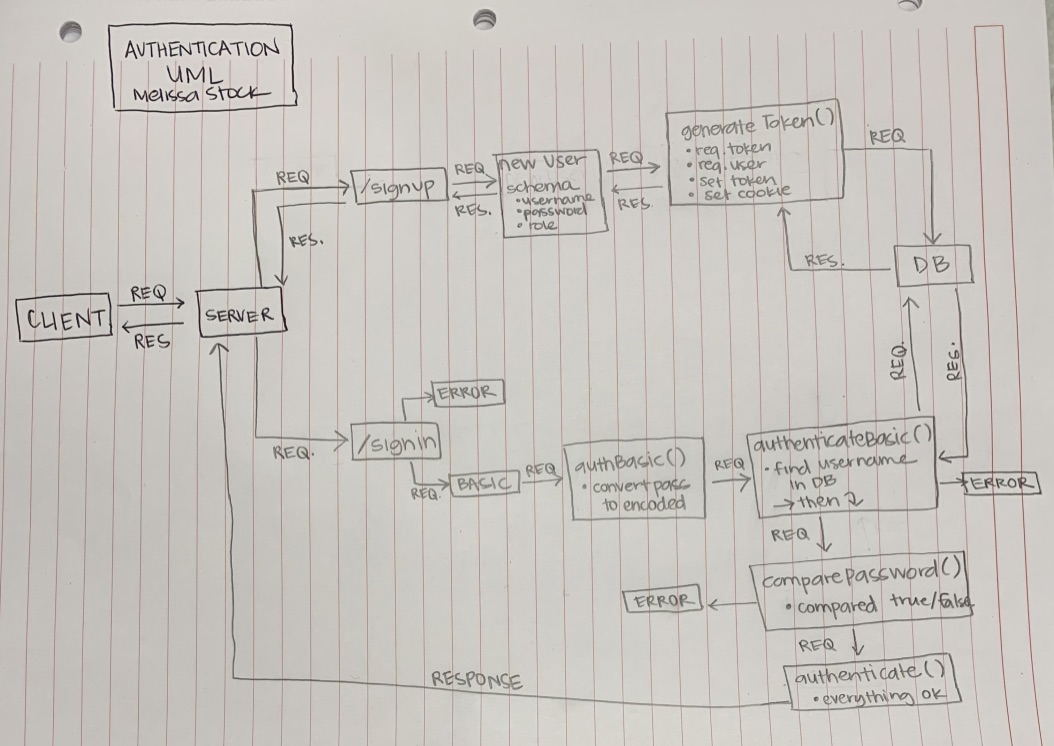 AUTHENTICATION
UML
Melissa Stock
REQ
/signup
RES.
REQ
RES.
new user
schema
•username
•password
• role
REQ
RES.
generate Token()
• req.token
• req.user
• set token
• set cookie
REQ
RES.
DB
CLIENT
REQ
RES
SERVER
REQ.
RES.
ERROR
REQ.
/signin
REQ.
BASIC
REQ
authBasic()
• convert pass
to encoded
REQ
authenticateBasic()
• find username
in DB
→then
ERROR
REQ
comparePassword()
• compared true/false
ERROR
REQ
authenticate()
• everything ok
RESPONSE